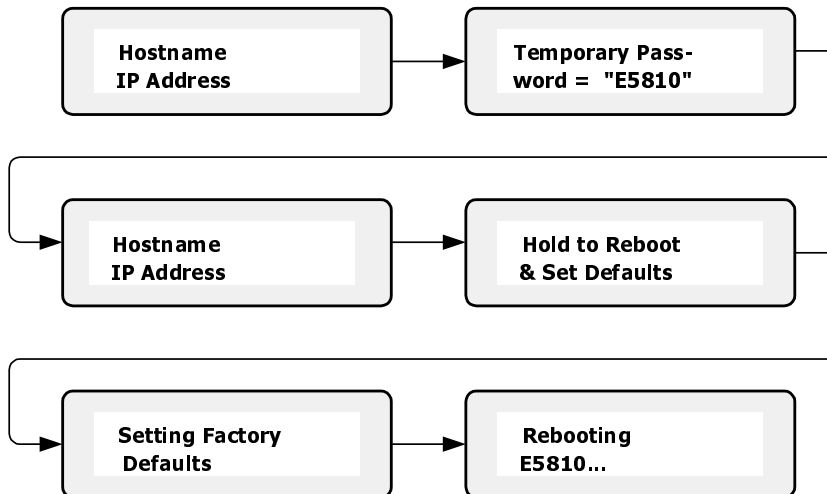 Hostname
IP Address
Temporary Pass-
word = "E5810"
Hostname
IP Address
Hold to Reboot
& Set Defaults
Setting Factory
Defaults
Rebooting
E5810...